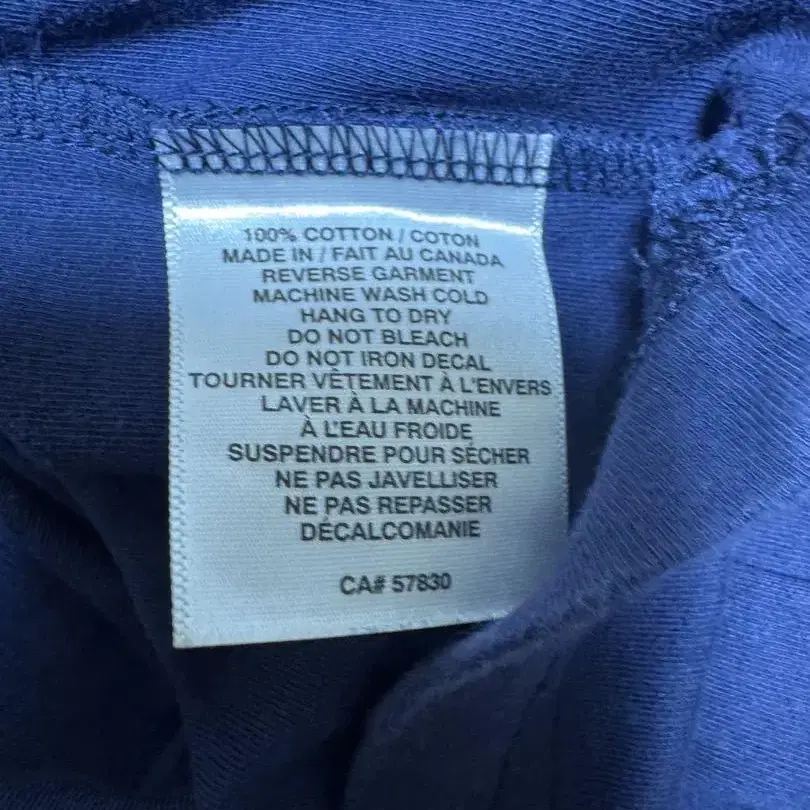 100% COTTON / COTON
MADE IN / FAIT AU CANADA
REVERSE GARMENT
MACHINE WASH COLD
HANG TO DRY
DO NOT BLEACH
DO NOT IRON DECAL
TOURNER VÊTEMENT À L'ENVERS
LAVER À LA MACHINE
À L'EAU FROIDE
SUSPENDRE POUR SÉCHER
NE PAS JAVELLISER
NE PAS REPASSER
DÉCALCOMANIE
CA# 57830